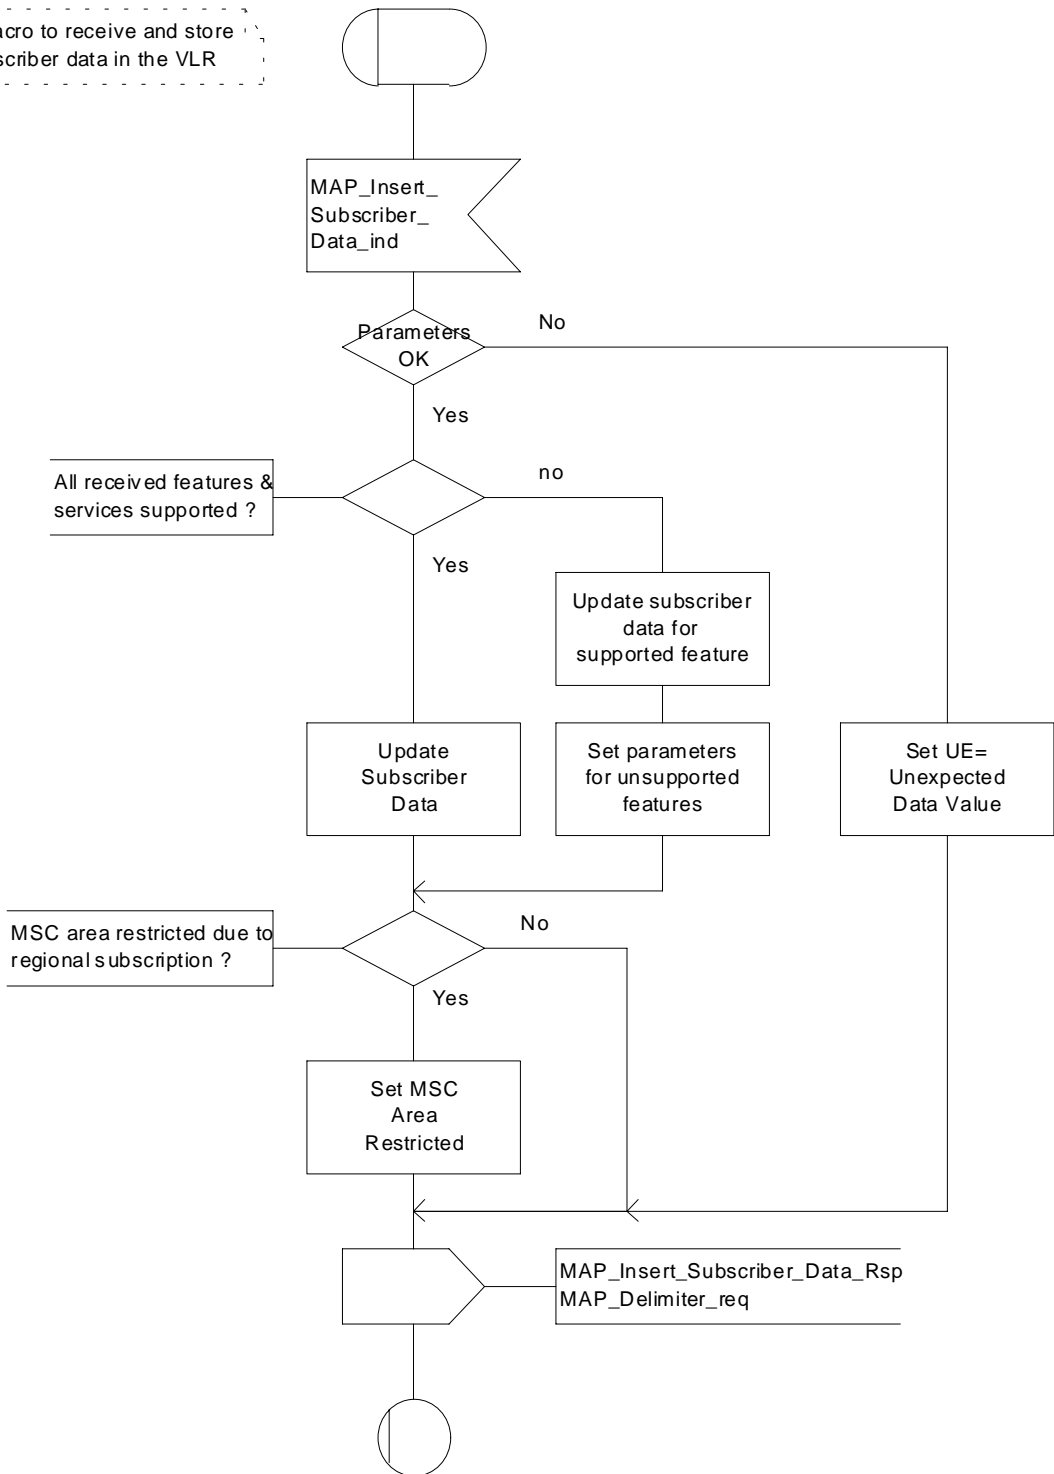 acro to receive and store
scriber data in the VLR
MAP_Insert_
Subscriber_
Data_ind
Parameters
OK
No
Yes
All received features &
services supported ?
no
Yes
Update subscriber
data for
supported feature
Update
Subscriber
Data
Set parameters
for unsupported
features
Set UE=
Unexpected
Data Value
MSC area restricted due to
regional subscription ?
No
Yes
Set MSC
Area
Restricted
MAP_Insert_Subscriber_Data_Rsp
MAP_Delimiter_req